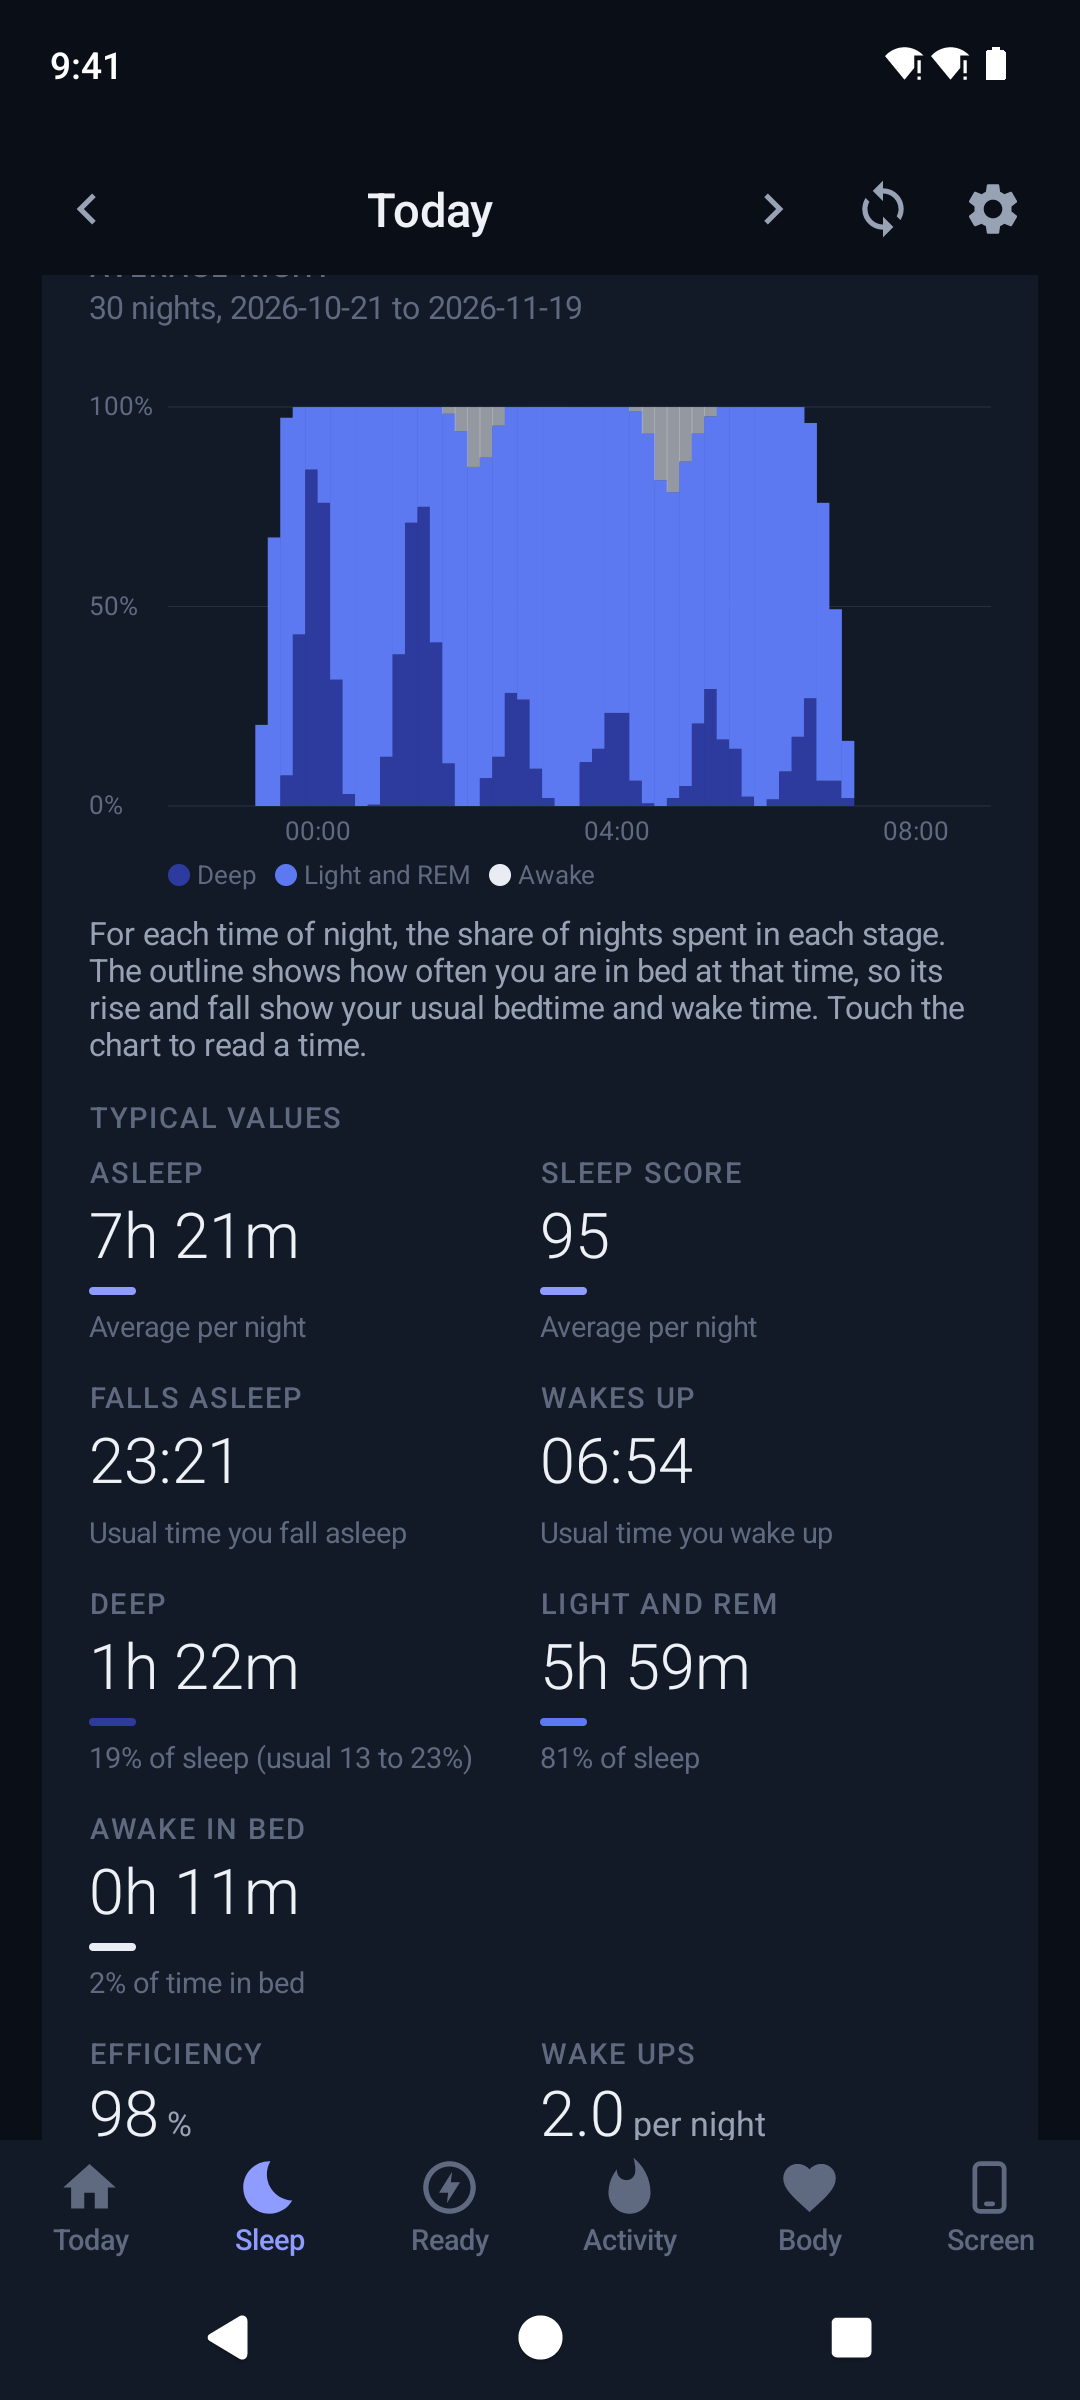 9:41
Today
30 nights, 2026-10-21 to 2026-11-19
100%
50%
0%
00:00 04:00 08:00
Deep Light and REM Awake
For each time of night, the share of nights spent in each stage.
The outline shows how often you are in bed at that time, so its
rise and fall show your usual bedtime and wake time. Touch the
chart to read a time.
TYPICAL VALUES
ASLEEP SLEEP SCORE
7h 21m 95
Average per night Average per night
FALLS ASLEEP WAKES UP
23:21 06:54
Usual time you fall asleep Usual time you wake up
DEEP LIGHT AND REM
1h 22m 5h 59m
19% of sleep (usual 13 to 23%) 81% of sleep
AWAKE IN BED
0h 11m
2% of time in bed
EFFICIENCY WAKE UPS
98 % 2.0 per night
Today Sleep Ready Activity Body Screen